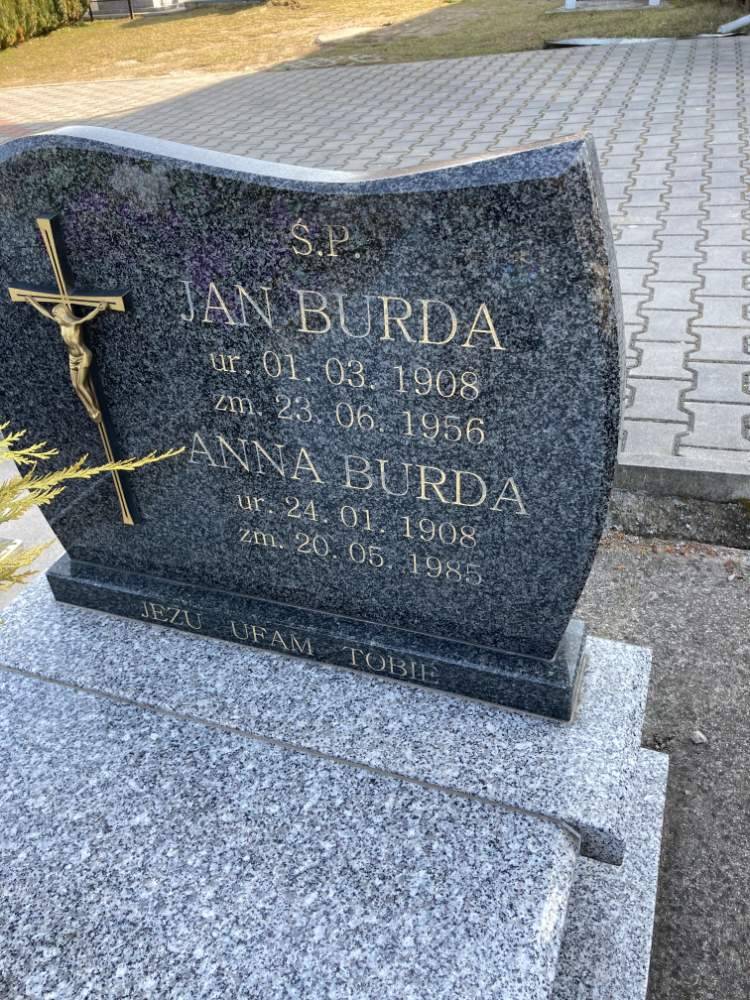 Ś.P.
JAN BURDA
ur. 01. 03. 1908
zm. 23. 06. 1956
ANNA BURDA
ur. 24. 01. 1908
zm. 20. 05. 1985
JEZU UFAM TOBIE